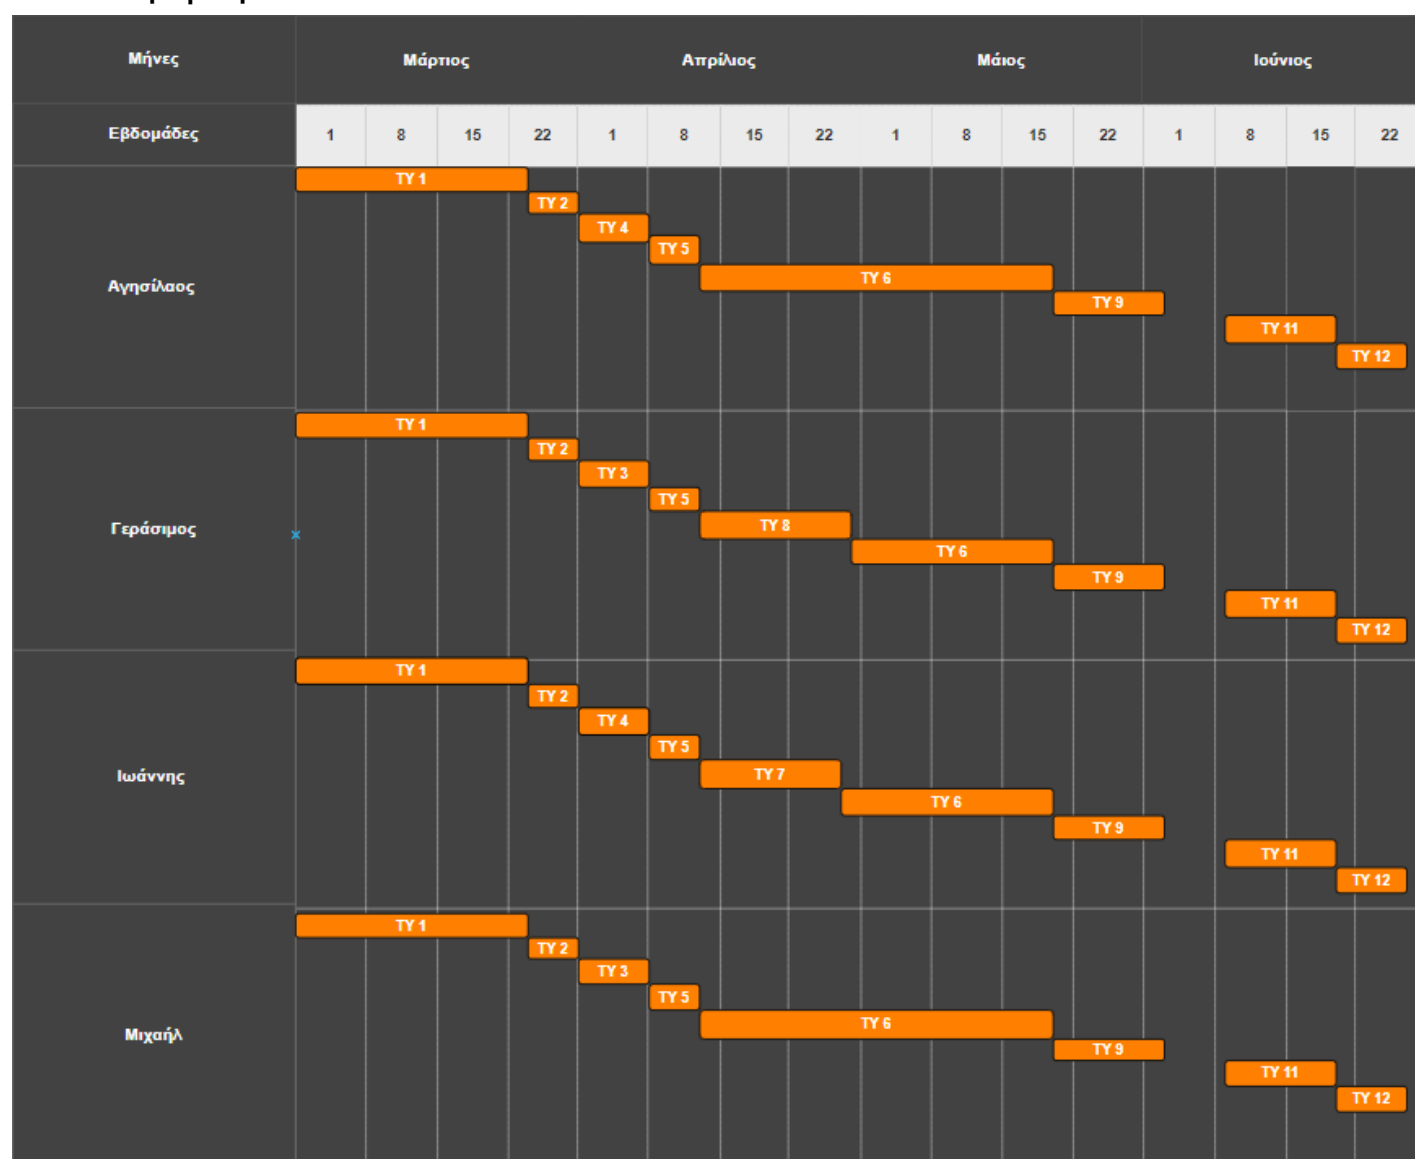 Μήνες Μάρτιος Απρίλιος Μάιος Ιούνιος
Εβδομάδες 1 8 15 22 1 8 15 22 1 8 15 22 1 8 15 22
Αγησίλαος
ΤΥ 1
ΤΥ 2
ΤΥ 4
ΤΥ 5
ΤΥ 6
ΤΥ 9
ΤΥ 11
ΤΥ 12
Γεράσιμος
ΤΥ 1
ΤΥ 2
ΤΥ 3
ΤΥ 5
ΤΥ 8
ΤΥ 6
ΤΥ 9
ΤΥ 11
ΤΥ 12
Ιωάννης
ΤΥ 1
ΤΥ 2
ΤΥ 4
ΤΥ 5
ΤΥ 7
ΤΥ 6
ΤΥ 9
ΤΥ 11
ΤΥ 12
Μιχαήλ
ΤΥ 1
ΤΥ 2
ΤΥ 3
ΤΥ 5
ΤΥ 6
ΤΥ 9
ΤΥ 11
ΤΥ 12